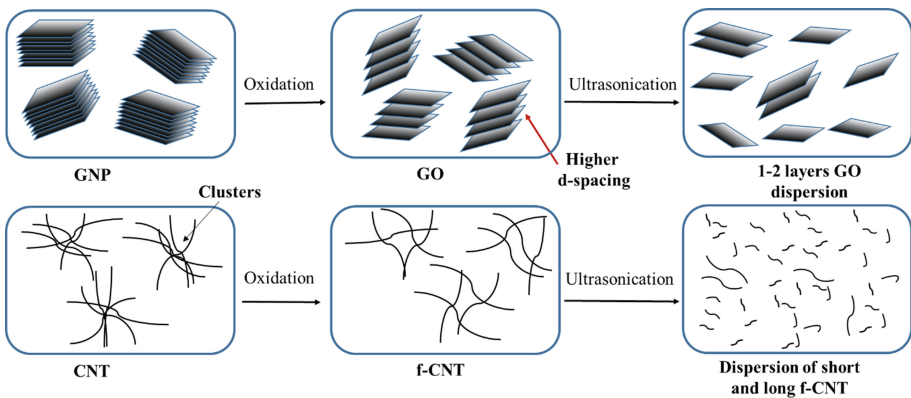 Oxidation
Ultrasonication
Higher
d-spacing
GNP
GO
1-2 layers GO
dispersion
Clusters
Oxidation
Ultrasonication
CNT
f-CNT
Dispersion of short
and long f-CNT